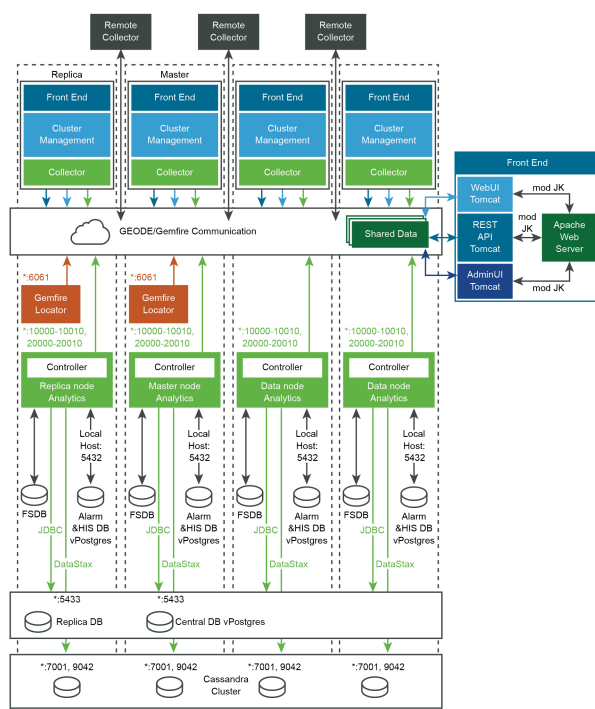 Remote
Collector
Remote
Collector
Remote
Collector
Replica
Master
Front End
Front End
Front End
Front End
Cluster
Management
Cluster
Management
Cluster
Management
Cluster
Management
Collector
Collector
Collector
Collector
Front End
WebUI
Tomcat
mod JK
REST
API
Tomcat
mod
JK
Apache
Web
Server
AdminUI
Tomcat
mod JK
GEODE/Gemfire Communication
Shared Data
*:6061
*:6061
Gemfire
Locator
Gemfire
Locator
*:10000-10010,
20000-20010
*:10000-10010,
20000-20010
*:10000-10010,
20000-20010
*:10000-10010,
20000-20010
Controller
Controller
Controller
Controller
Replica node
Analytics
Master node
Analytics
Data node
Analytics
Data node
Analytics
Local
Host:
5432
Local
Host:
5432
Local
Host:
5432
Local
Host:
5432
FSDB
Alarm
&HIS DB
vPostgres
FSDB
Alarm
&HIS DB
vPostgres
FSDB
Alarm
&HIS DB
vPostgres
FSDB
Alarm
&HIS DB
vPostgres
JDBC
JDBC
JDBC
JDBC
DataStax
DataStax
DataStax
DataStax
*:5433
*:5433
Replica DB
Central DB vPostgres
*:7001, 9042
*:7001, 9042
*:7001, 9042
*:7001, 9042
Cassandra
Cluster